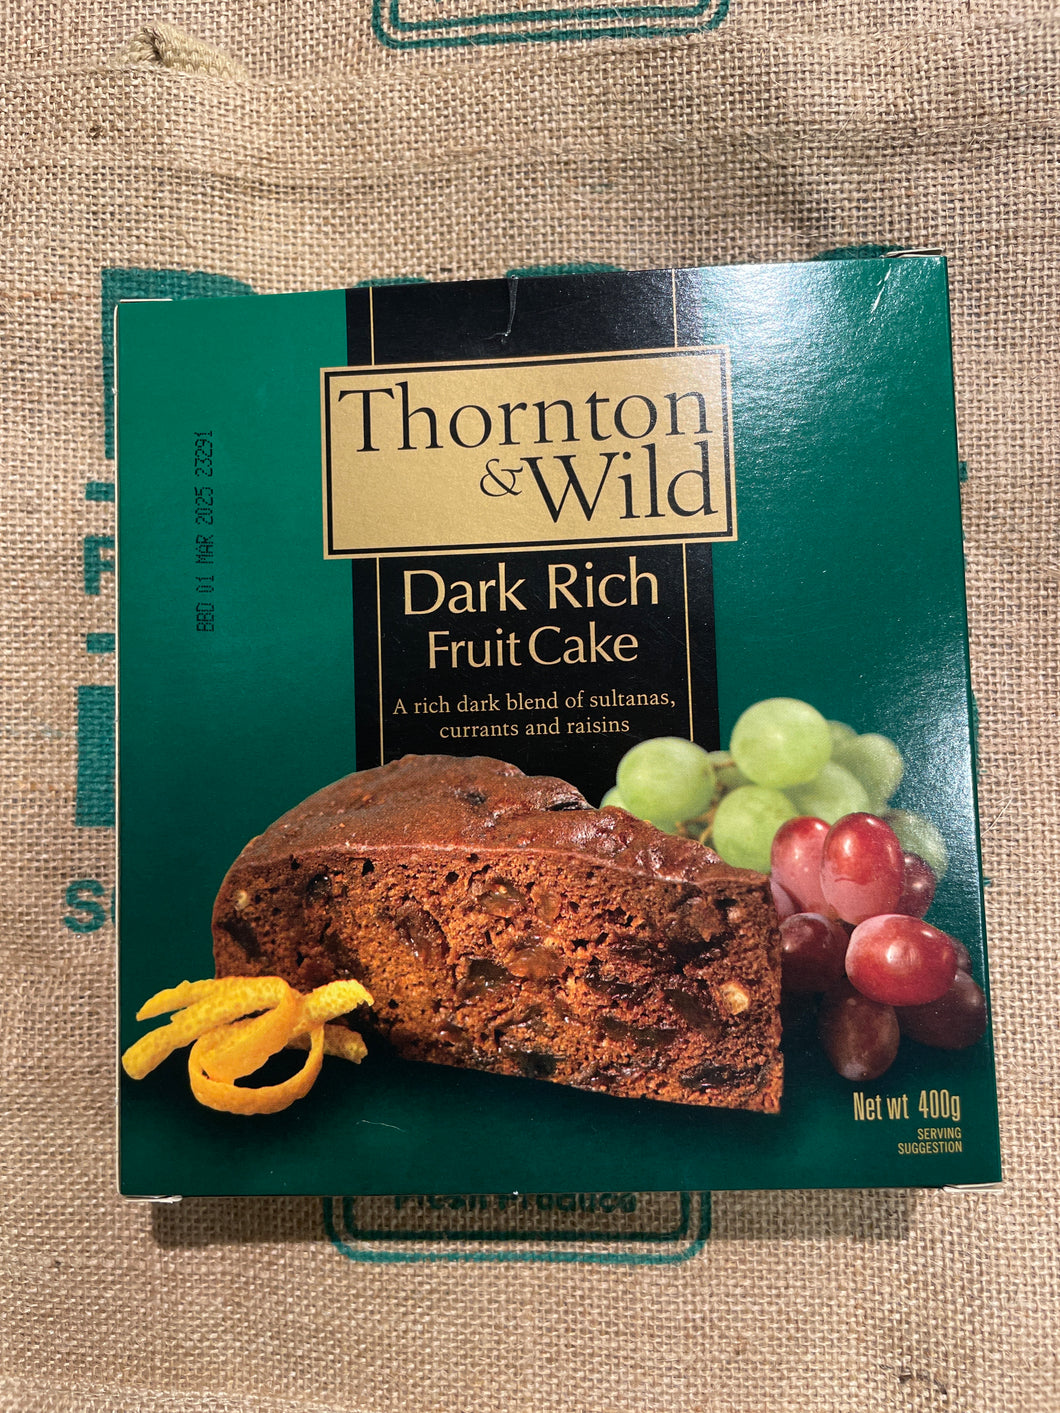 Thornton
& Wild
Dark Rich
Fruit Cake
A rich dark blend of sultanas,
currants and raisins
BBD 01 MAR 2025 23291
Net wt 400g
SERVING
SUGGESTION